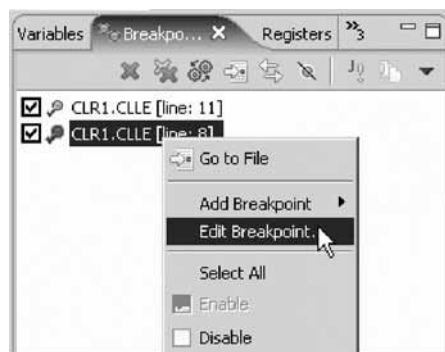 Variables Breakpo... Registers »3
CLR1.CLLE [line: 11]
CLR1.CLLE [line: 8]
Go to File
Add Breakpoint
Edit Breakpoint.
Select All
Enable
Disable